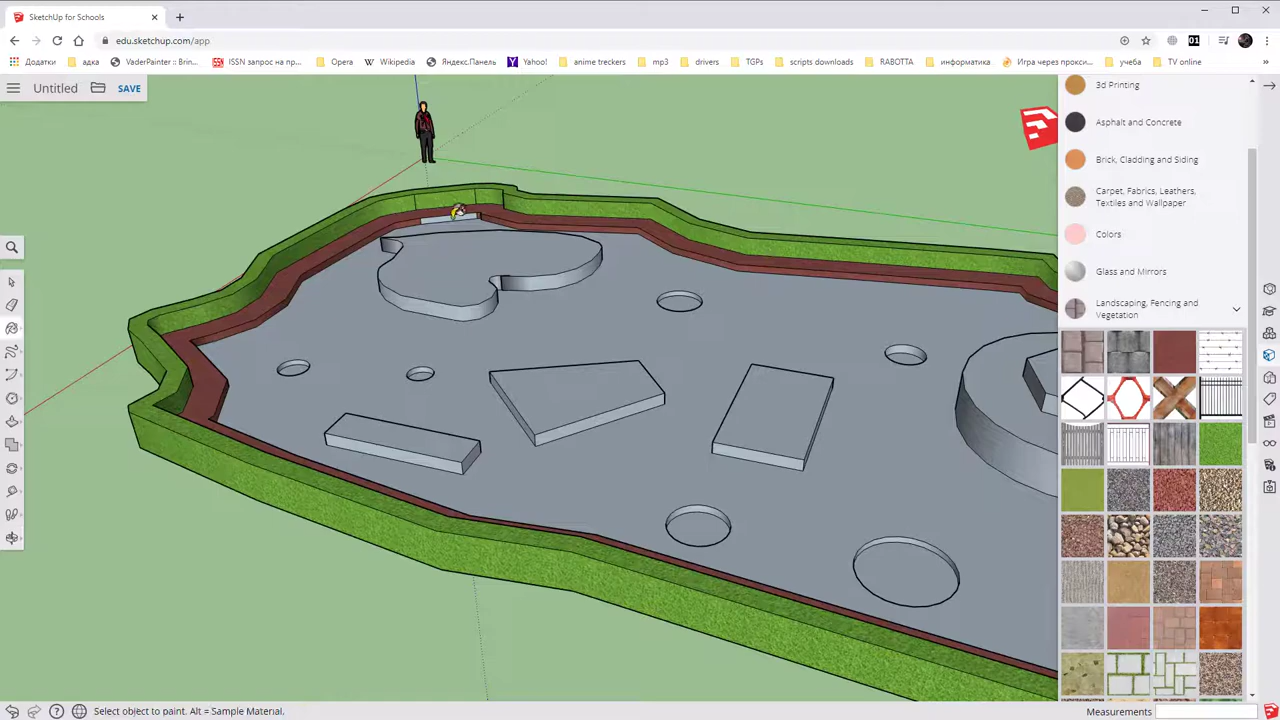 SketchUp for Schools
edu.sketchup.com/app
01
Додатки
адка
VaderPainter :: Brin...
Wikipedia
ISSN запрос на пр...
Opera
Яндекс.Панель
Yahoo!
anime treckers
mp3
drivers
TGPs
scripts downloads
RABOTTA
информатика
Игра через прокси...
учеба
TV online
Untitled
SAVE
3d Printing
Asphalt and Concrete
Brick, Cladding and Siding
Carpet, Fabrics, Leathers,
Textiles and Wallpaper
Colors
Glass and Mirrors
Landscaping, Fencing and
Vegetation
Select object to paint. Alt = Sample Material.
Measurements